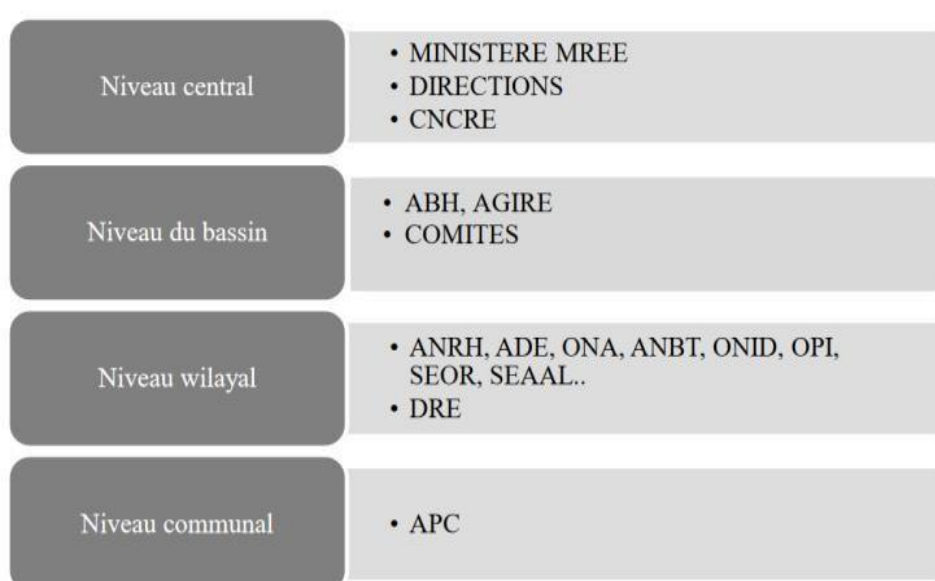 Niveau central
• MINISTERE MREE
• DIRECTIONS
• CNCRE
Niveau du bassin
• ABH, AGIRE
• COMITES
Niveau wilayal
• ANRH, ADE, ONA, ANBT, ONID, OPI,
SEOR, SEAAL..
• DRE
Niveau communal
• APC